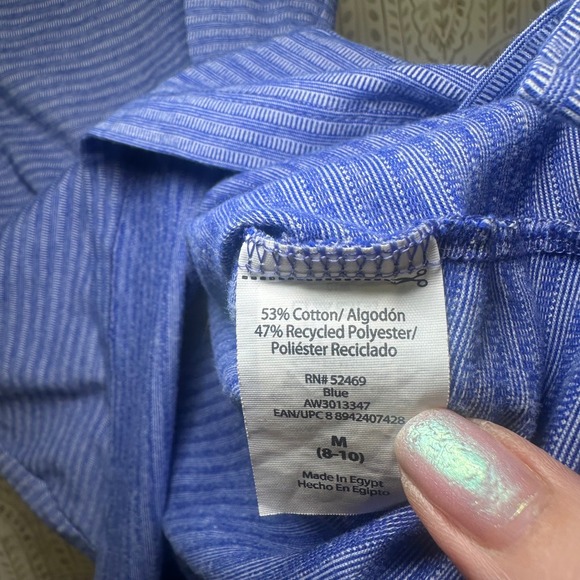 53% Cotton/ Algodón
47% Recycled Polyester/
Poliéster Reciclado
RN# 52469
Blue
AW3013347
EAN/UPC 8 8942407428
M
(8-10)
Made In Egypt
Hecho En Egipto